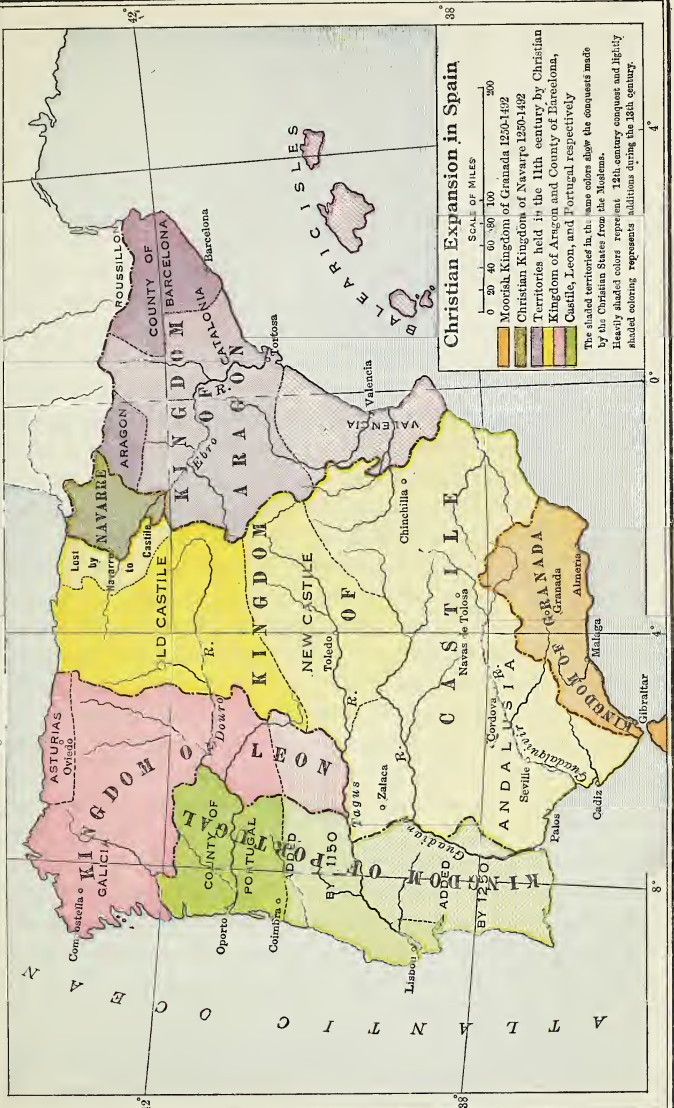 Christian Expansion in Spain
SCALE OF MILES
0 20 40 60 80 100 200
Moorish Kingdom of Granada 1250-1492
Christian Kingdom of Navarre 1250-1492
Territories held in the 11th century by Christian
Kingdom of Aragon and County of Barcelona,
Castile, Leon, and Portugal respectively
The shaded territories in the same colors show the conquests made
by the Christian States from the Moslems.
Heavily shaded colors represent 12th century conquest and lightly
shaded coloring represents additions during the 13th century.
ATLANTIC OCEAN
KINGDOM O LEON
ASTURIAS
Oviedo
GALICIA
Compostella
Douro R.
COUNTY OF
PORTUGAL
Oporto
Coimbra
KINGDOM OF PORTUGAL
ADDED
BY 1150
ADDED
BY 1250
Lisbon
Lost
by
Navarre
to
Castile
NAVARRE
OLD CASTILE
KINGDOM
OF
CASTILE
NEW CASTILE
Toledo
Tagus R.
Zalaca
Guadian R.
Chinchilla
Navas de Tolosa
ANDALUSIA
Cordova
Seville
Guadalquivir R.
Palos
Cadiz
Gibraltar
KINGDOM OF GRANADA
Granada
Almeria
Malaga
ARAGON
KINGDOM
OF
ARAGON
Ebro R.
CATALONIA
COUNTY OF
BARCELONA
Barcelona
ROUSSILLON
Tortosa
VALENCIA
Valencia
BALEARIC ISLES
42°
38°
2
38°
8°
4°
0°
4°